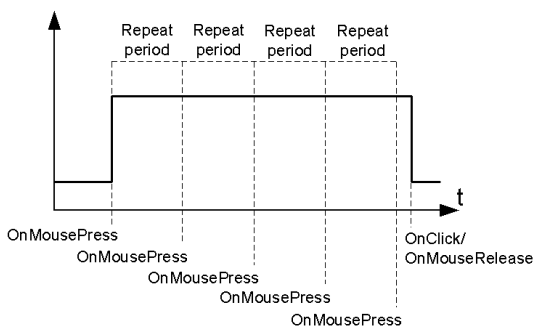 Repeat Repeat Repeat Repeat
period period period period
t
OnMousePress
OnMousePress
OnMousePress
OnMousePress
OnMousePress
OnClick/
OnMouseRelease